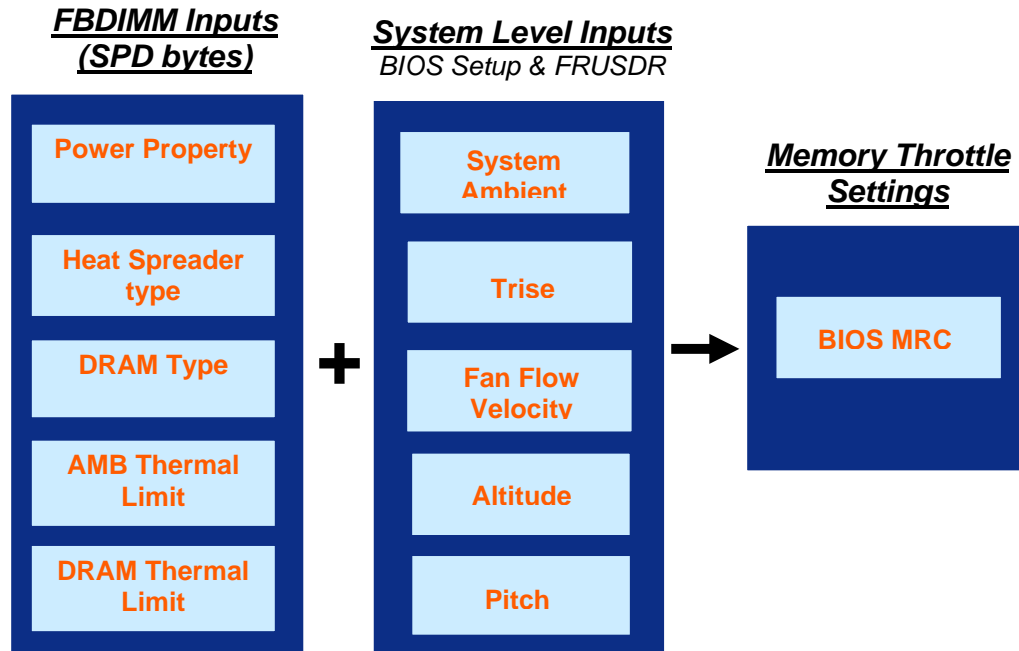 FBDIMM Inputs
(SPD bytes)
Power Property
Heat Spreader
type
DRAM Type
AMB Thermal
Limit
DRAM Thermal
Limit
+
System Level Inputs
BIOS Setup & FRUSDR
System
Ambient
Trise
Fan Flow
Velocity
Altitude
Pitch
Memory Throttle
Settings
BIOS MRC